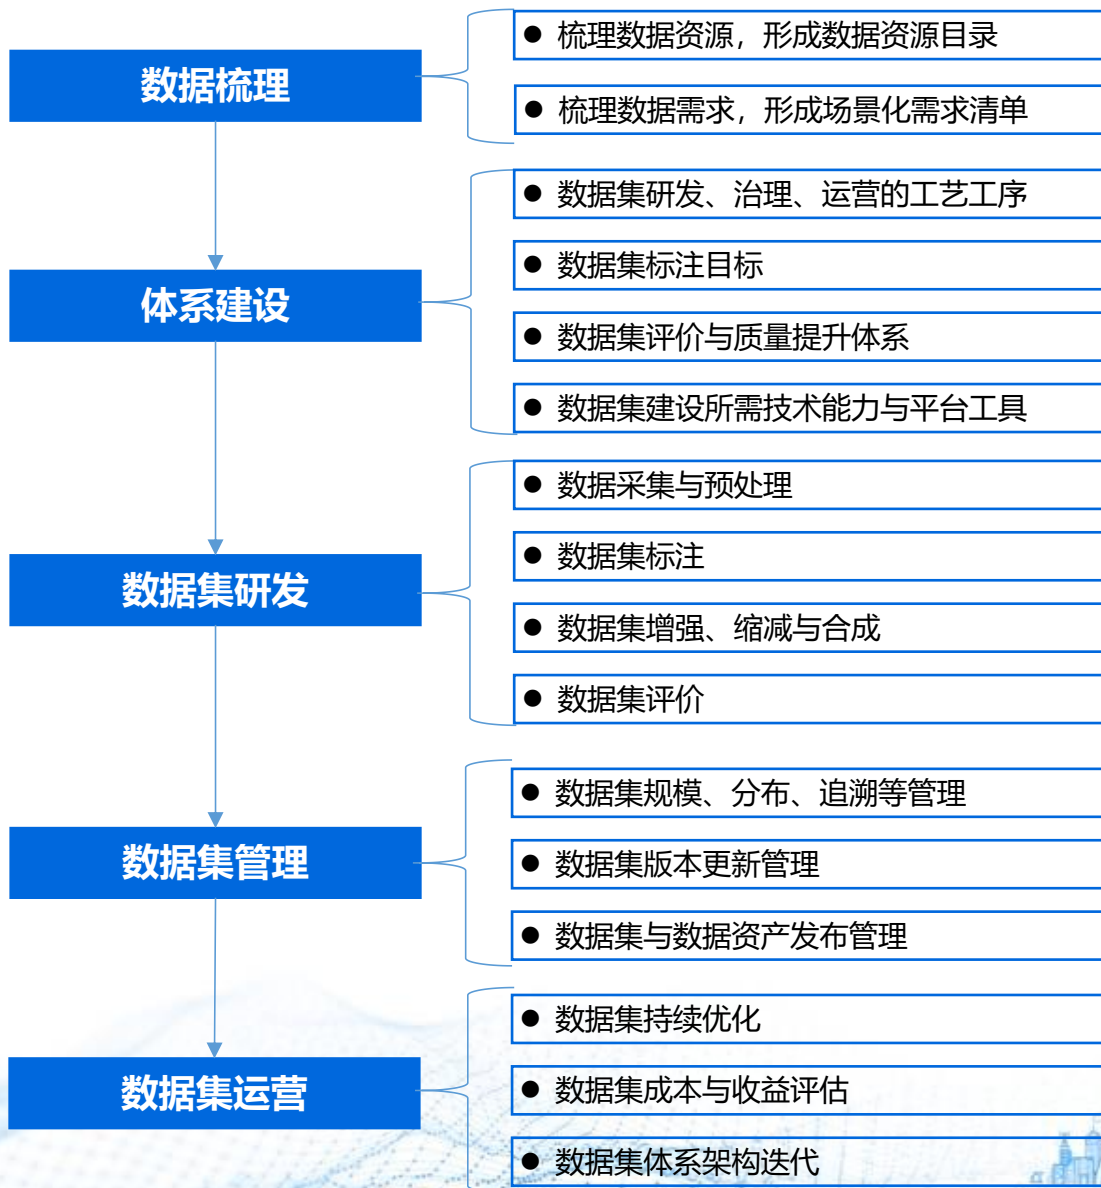 数据梳理
● 梳理数据资源，形成数据资源目录
● 梳理数据需求，形成场景化需求清单
体系建设
● 数据集研发、治理、运营的工艺工序
● 数据集标注目标
● 数据集评价与质量提升体系
● 数据集建设所需技术能力与平台工具
数据集研发
● 数据采集与预处理
● 数据集标注
● 数据集增强、缩减与合成
● 数据集评价
数据集管理
● 数据集规模、分布、追溯等管理
● 数据集版本更新管理
● 数据集与数据资产发布管理
数据集运营
● 数据集持续优化
● 数据集成本与收益评估
● 数据集体系架构迭代